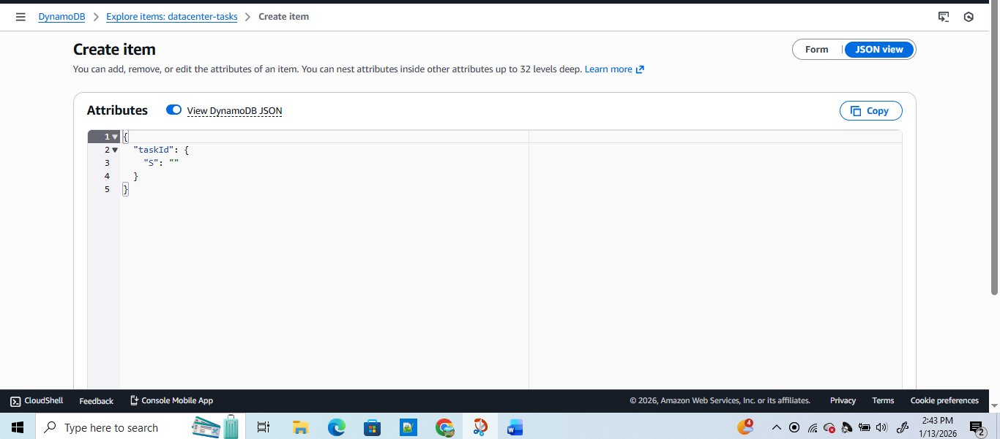 DynamoDB > Explore items: datacenter-tasks > Create item
Create item
Form | JSON view
You can add, remove, or edit the attributes of an item. You can nest attributes inside other attributes up to 32 levels deep. Learn more
Attributes View DynamoDB JSON Copy
1 {
2 "taskId": {
3 "S": ""
4 }
5 }
CloudShell Feedback Console Mobile App © 2026, Amazon Web Services, Inc. or its affiliates. Privacy Terms Cookie preferences
Type here to search 4 2:43 PM
1/13/2026 2